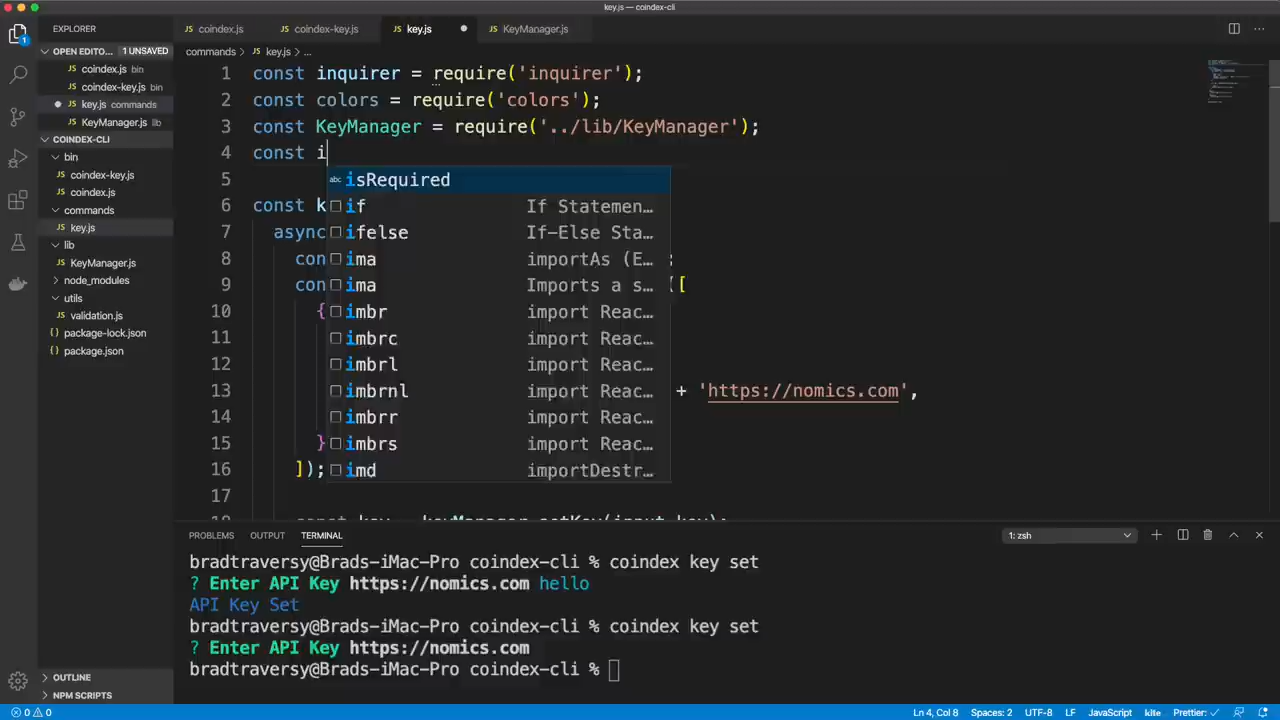 key.js — coindex-cli
EXPLORER
coindex.js
coindex-key.js
key.js
KeyManager.js
OPEN EDITO... 1 UNSAVED
coindex.js bin
coindex-key.js bin
key.js commands
KeyManager.js lib
COINDEX-CLI
bin
coindex-key.js
coindex.js
commands
key.js
lib
KeyManager.js
node_modules
utils
validation.js
package-lock.json
package.json
OUTLINE
NPM SCRIPTS
commands > key.js > ...
1 const inquirer = require('inquirer');
2 const colors = require('colors');
3 const KeyManager = require('../lib/KeyManager');
4 const i
5
6 const k
7 async
8 con ;
9 con ([
10 {
11
12
13 + 'https://nomics.com',
14
15 }
16 ]);
17
abc isRequired
if If Statemen...
ifelse If-Else Sta...
ima importAs (E...
ima Imports a s...
imbr import Reac...
imbrc import Reac...
imbrl import Reac...
imbrnl import Reac...
imbrr import Reac...
imbrs import Reac...
imd importDestr...
PROBLEMS OUTPUT TERMINAL 1: zsh
bradtraversy@Brads-iMac-Pro coindex-cli % coindex key set
? Enter API Key https://nomics.com hello
API Key Set
bradtraversy@Brads-iMac-Pro coindex-cli % coindex key set
? Enter API Key https://nomics.com
bradtraversy@Brads-iMac-Pro coindex-cli %
0 0 Ln 4, Col 8 Spaces: 2 UTF-8 LF JavaScript kite Prettier: ✓